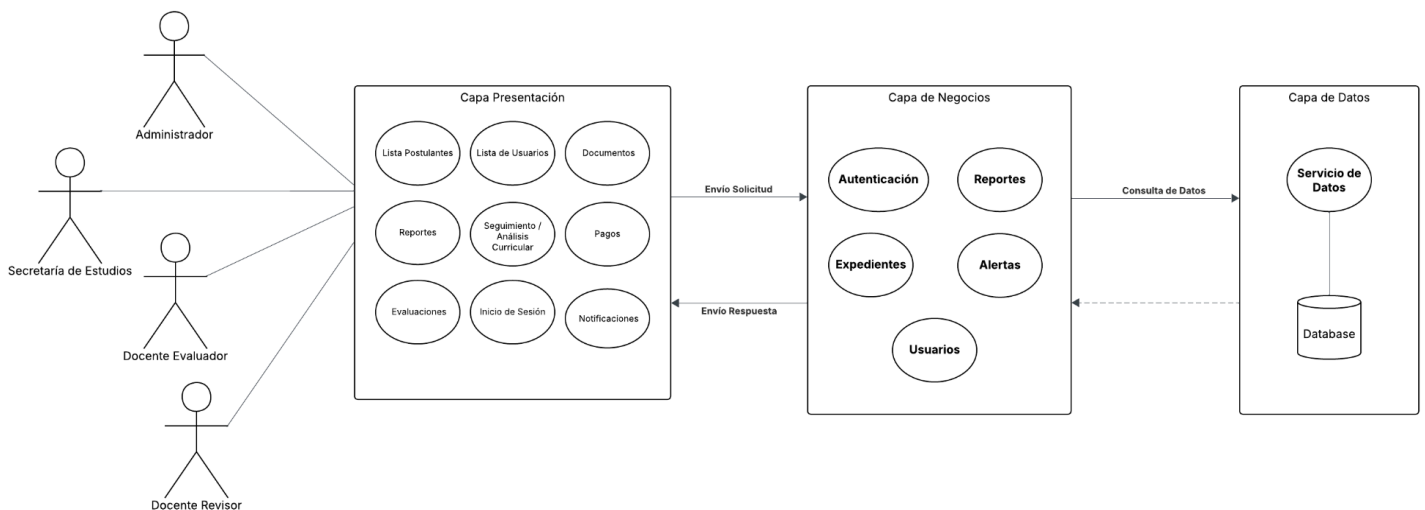 Administrador
Secretaría de Estudios
Docente Evaluador
Docente Revisor
Capa Presentación
Lista Postulantes
Lista de Usuarios
Documentos
Reportes
Seguimiento /
Análisis
Curricular
Pagos
Evaluaciones
Inicio de Sesión
Notificaciones
Envío Solicitud
Envío Respuesta
Capa de Negocios
Autenticación
Reportes
Expedientes
Alertas
Usuarios
Consulta de Datos
Capa de Datos
Servicio de
Datos
Database